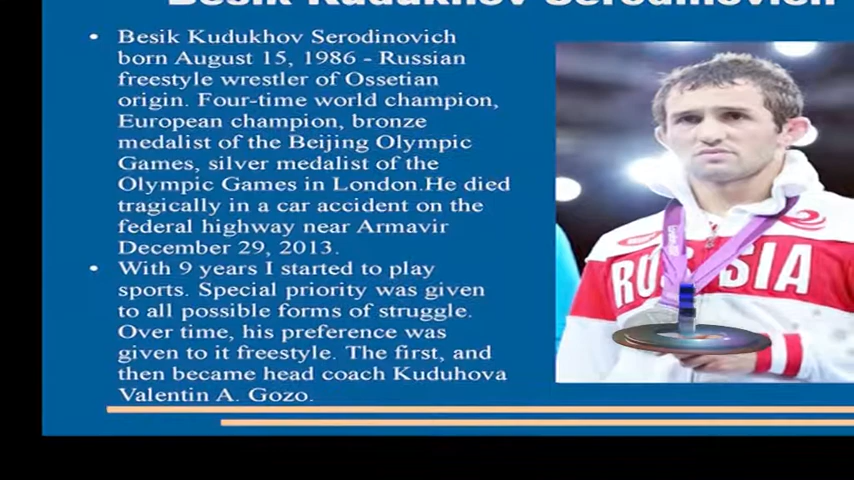 Besik Kudukhov Serodinovich
• Besik Kudukhov Serodinovich
born August 15, 1986 - Russian
freestyle wrestler of Ossetian
origin. Four-time world champion,
European champion, bronze
medalist of the Beijing Olympic
Games, silver medalist of the
Olympic Games in London.He died
tragically in a car accident on the
federal highway near Armavir
December 29, 2013.
• With 9 years I started to play
sports. Special priority was given
to all possible forms of struggle.
Over time, his preference was
given to it freestyle. The first, and
then became head coach Kuduhova
Valentin A. Gozo.
RUSSIA